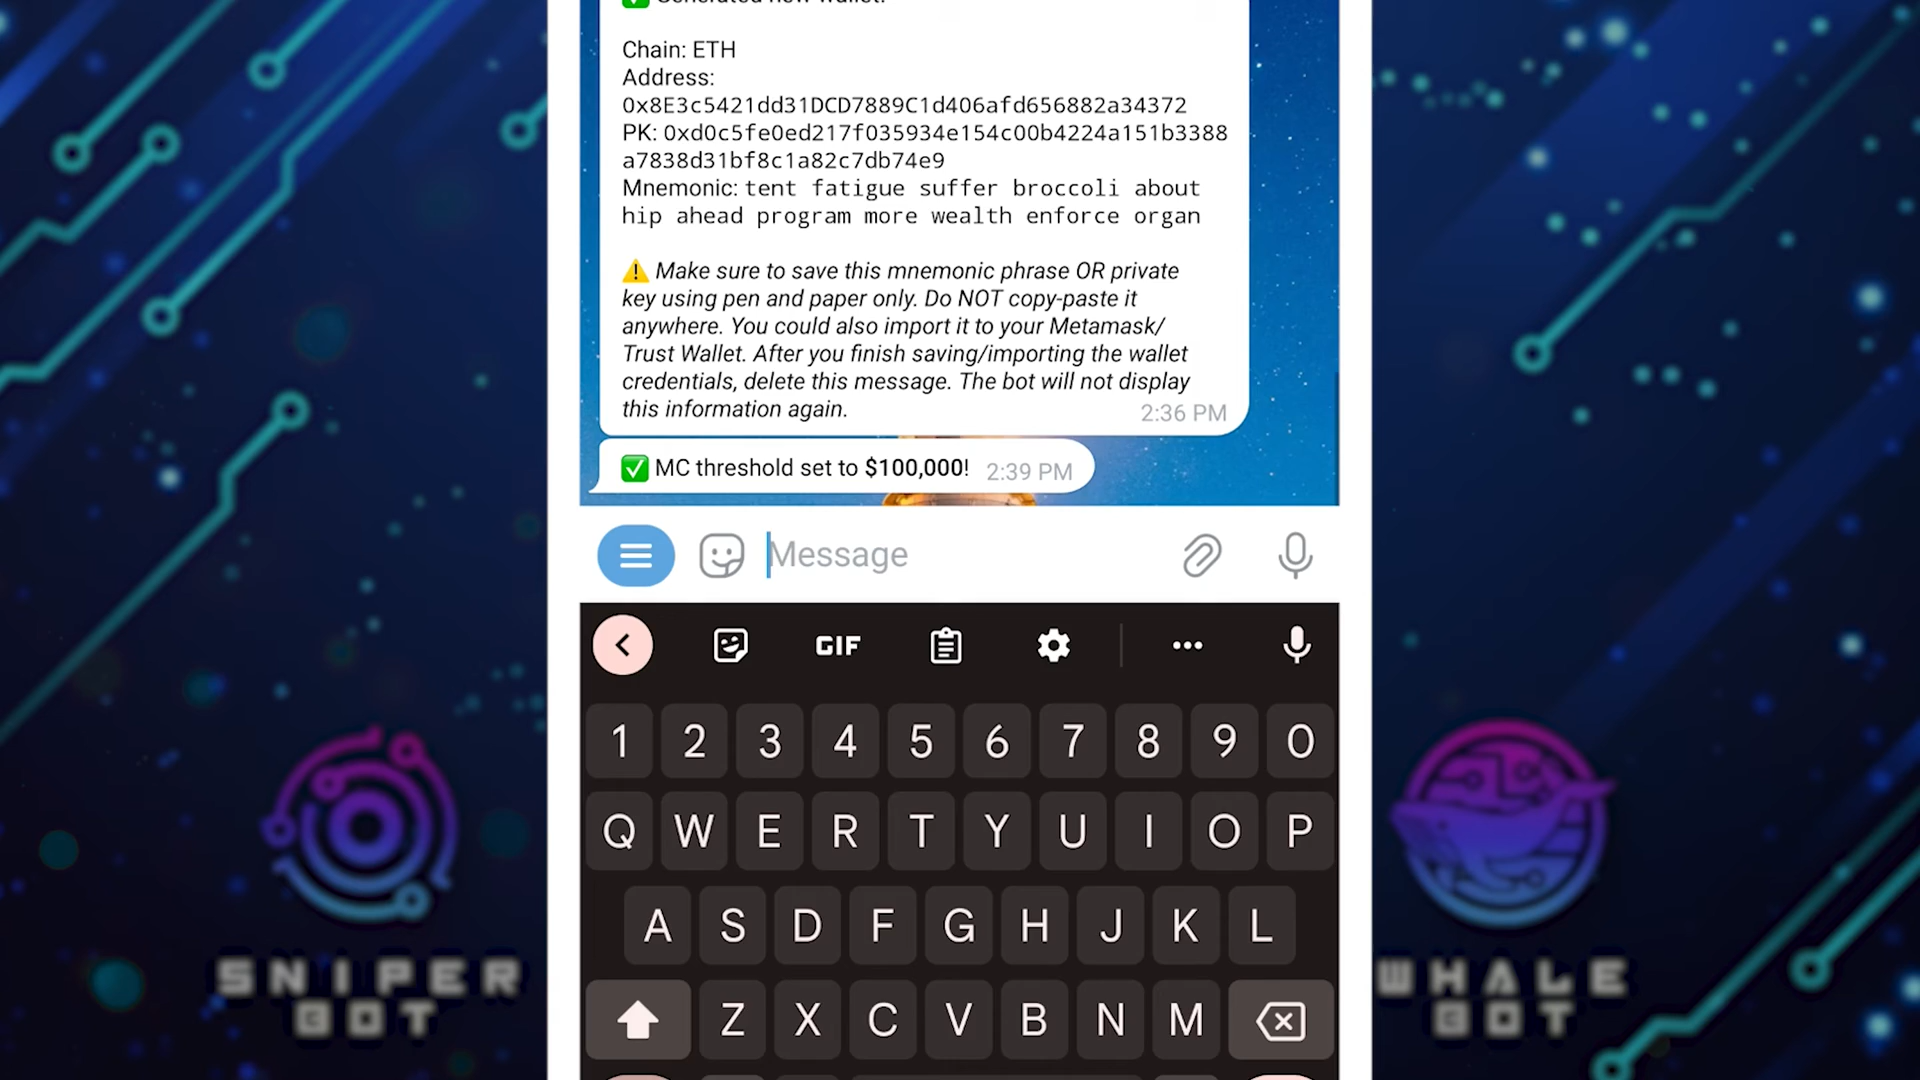 Generated new wallet!
Chain: ETH
Address:
0x8E3c5421dd31DCD7889C1d406afd656882a34372
PK: 0xd0c5fe0ed217f035934e154c00b4224a151b3388
a7838d31bf8c1a82c7db74e9
Mnemonic: tent fatigue suffer broccoli about
hip ahead program more wealth enforce organ
⚠️ Make sure to save this mnemonic phrase OR private
key using pen and paper only. Do NOT copy-paste it
anywhere. You could also import it to your Metamask/
Trust Wallet. After you finish saving/importing the wallet
credentials, delete this message. The bot will not display
this information again.
2:36 PM
✅ MC threshold set to $100,000! 2:39 PM
Message
GIF
1 2 3 4 5 6 7 8 9 0
Q W E R T Y U I O P
A S D F G H J K L
Z X C V B N M
SNIPER
BOT
WHALE
BOT